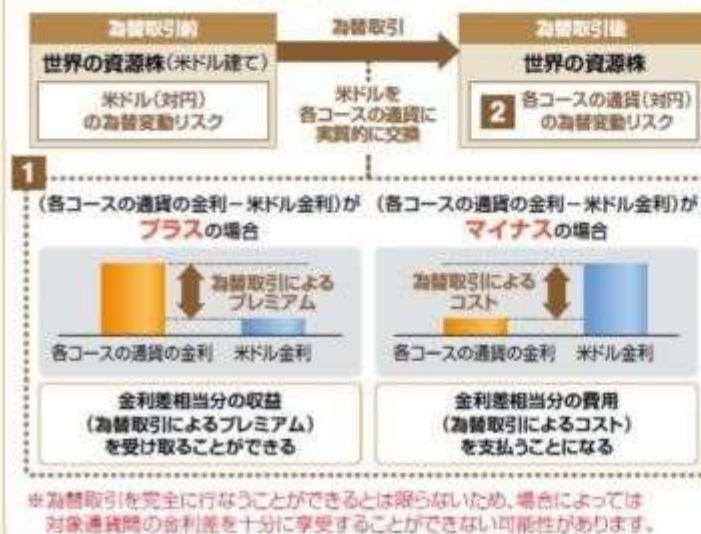 為替取引前
為替取引
為替取引後
世界の資源株(米ドル建て)
世界の資源株
米ドル(対円)
の為替変動リスク
米ドルを
各コースの通貨に
実質的に交換
2 各コースの通貨(対円)
の為替変動リスク
1
(各コースの通貨の金利－米ドル金利)が
プラスの場合
(各コースの通貨の金利－米ドル金利)が
マイナスの場合
為替取引による
プレミアム
為替取引による
コスト
各コースの通貨の金利 米ドル金利
各コースの通貨の金利 米ドル金利
金利差相当分の収益
(為替取引によるプレミアム)
を受け取ることができる
金利差相当分の費用
(為替取引によるコスト)
を支払うことになる
※為替取引を完全に行なうことができるとは限らないため、場合によっては
対象通貨間の金利差を十分に享受することができない可能性があります。